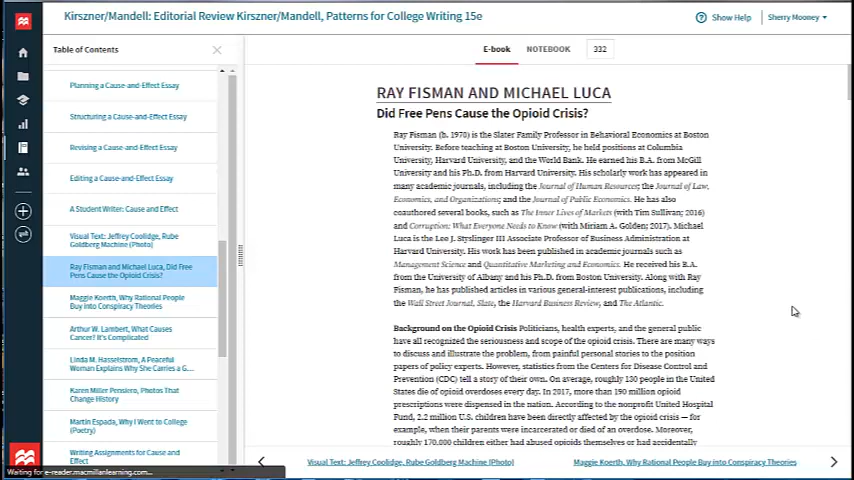 Kirszner/Mandell: Editorial Review Kirszner/Mandell, Patterns for College Writing 15e
Show Help
Sherry Mooney
Table of Contents
E-book
NOTEBOOK
332
Planning a Cause-and-Effect Essay
Structuring a Cause-and-Effect Essay
Revising a Cause-and-Effect Essay
Editing a Cause-and-Effect Essay
A Student Writer: Cause and Effect
Visual Text: Jeffrey Coolidge, Rube
Goldberg Machine (Photo)
Ray Fisman and Michael Luca, Did Free
Pens Cause the Opioid Crisis?
Maggie Koerth, Why Rational People
Buy into Conspiracy Theories
Arthur W. Lambert, What Causes
Cancer? It's Complicated
Linda M. Hasselstrom, A Peaceful
Woman Explains Why She Carries a G...
Karen Miller Pensiero, Photos That
Change History
Martin Espada, Why I Went to College
(Poetry)
Writing Assignments for Cause and
Effect
RAY FISMAN AND MICHAEL LUCA
Did Free Pens Cause the Opioid Crisis?
Ray Fisman (b. 1970) is the Slater Family Professor in Behavioral Economics at Boston
University. Before teaching at Boston University, he held positions at Columbia
University, Harvard University, and the World Bank. He earned his B.A. from McGill
University and his Ph.D. from Harvard University. His scholarly work has appeared in
many academic journals, including the Journal of Human Resources; the Journal of Law,
Economics, and Organizations; and the Journal of Public Economics. He has also
coauthored several books, such as The Inner Lives of Markets (with Tim Sullivan; 2016)
and Corruption: What Everyone Needs to Know (with Miriam A. Golden; 2017). Michael
Luca is the Lee J. Styslinger III Associate Professor of Business Administration at
Harvard University. His work has been published in academic journals such as
Management Science and Quantitative Marketing and Economics. He received his B.A.
from the University of Albany and his Ph.D. from Boston University. Along with Ray
Fisman, he has published articles in various general-interest publications, including
the Wall Street Journal, Slate, the Harvard Business Review, and The Atlantic.
Background on the Opioid Crisis Politicians, health experts, and the general public
have all recognized the seriousness and scope of the opioid crisis. There are many ways
to discuss and illustrate the problem, from painful personal stories to the position
papers of policy experts. However, statistics from the Centers for Disease Control and
Prevention (CDC) tell a story of their own. On average, roughly 130 people in the United
States die of opioid overdoses every day. In 2017, more than 190 million opioid
prescriptions were dispensed in the nation. According to the nonprofit United Hospital
Fund, 2.2 million U.S. children have been directly affected by the opioid crisis — for
example, when their parents were incarcerated or died of an overdose. Moreover,
roughly 170,000 children either had abused opioids themselves or had accidentally
Visual Text: Jeffrey Coolidge, Rube Goldberg Machine (Photo)
Maggie Koerth, Why Rational People Buy into Conspiracy Theories
Waiting for e-reader.macmillanlearning.com...